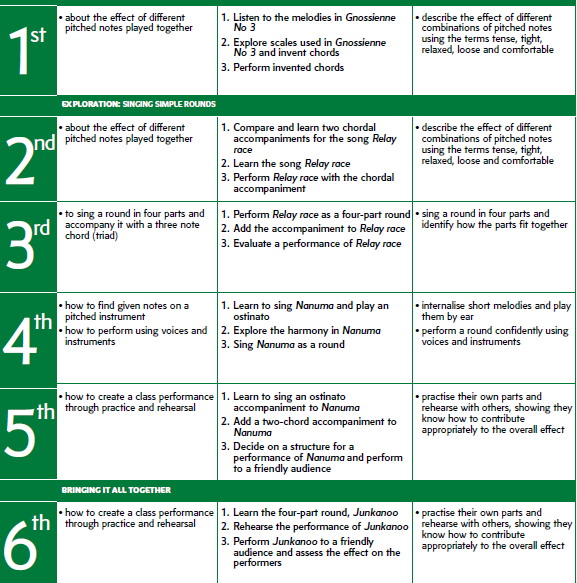 1st
• about the effect of different
pitched notes played together
1. Listen to the melodies in Gnossienne
No 3
2. Explore scales used in Gnossienne
No 3 and invent chords
3. Perform invented chords
• describe the effect of different
combinations of pitched notes
using the terms tense, tight,
relaxed, loose and comfortable
EXPLORATION: SINGING SIMPLE ROUNDS
2nd
• about the effect of different
pitched notes played together
1. Compare and learn two chordal
accompaniments for the song Relay
race
2. Learn the song Relay race
3. Perform Relay race with the chordal
accompaniment
• describe the effect of different
combinations of pitched notes
using the terms tense, tight,
relaxed, loose and comfortable
3rd
• to sing a round in four parts and
accompany it with a three note
chord (triad)
1. Perform Relay race as a four-part round
2. Add the accompaniment to Relay race
3. Evaluate a performance of Relay race
• sing a round in four parts and
identify how the parts fit together
4th
• how to find given notes on a
pitched instrument
• how to perform using voices and
instruments
1. Learn to sing Nanuma and play an
ostinato
2. Explore the harmony in Nanuma
3. Sing Nanuma as a round
• internalise short melodies and play
them by ear
• perform a round confidently using
voices and instruments
5th
• how to create a class performance
through practice and rehearsal
1. Learn to sing an ostinato
accompaniment to Nanuma
2. Add a two-chord accompaniment to
Nanuma
3. Decide on a structure for a
performance of Nanuma and perform
to a friendly audience
• practise their own parts and
rehearse with others, showing they
know how to contribute
appropriately to the overall effect
BRINGING IT ALL TOGETHER
6th
• how to create a class performance
through practice and rehearsal
1. Learn the four-part round, Junkanoo
2. Rehearse the performance of Junkanoo
3. Perform Junkanoo to a friendly
audience and assess the effect on the
performers
• practise their own parts and
rehearse with others, showing they
know how to contribute
appropriately to the overall effect